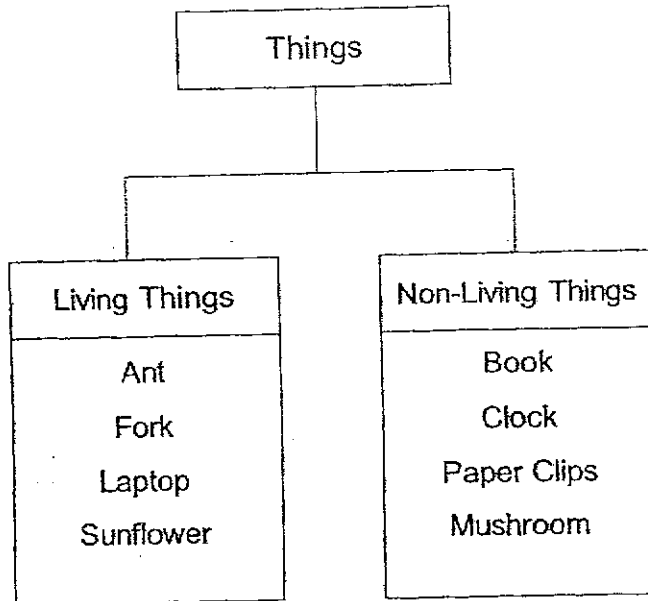 Things
Living Things
Ant
Fork
Laptop
Sunflower
Non-Living Things
Book
Clock
Paper Clips
Mushroom